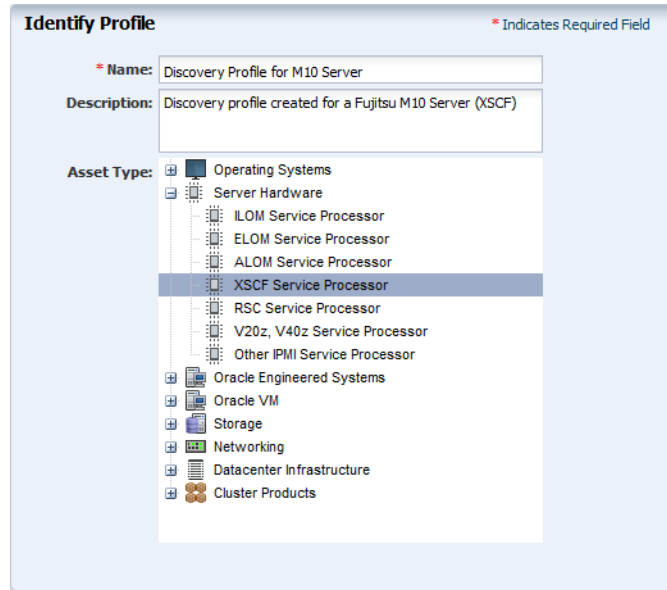 Identify Profile
* Indicates Required Field
* Name: Discovery Profile for M10 Server
Description: Discovery profile created for a Fujitsu M10 Server (XSCF)
Asset Type:
Operating Systems
Server Hardware
ILOM Service Processor
ELOM Service Processor
ALOM Service Processor
XSCF Service Processor
RSC Service Processor
V20z, V40z Service Processor
Other IPMI Service Processor
Oracle Engineered Systems
Oracle VM
Storage
Networking
Datacenter Infrastructure
Cluster Products